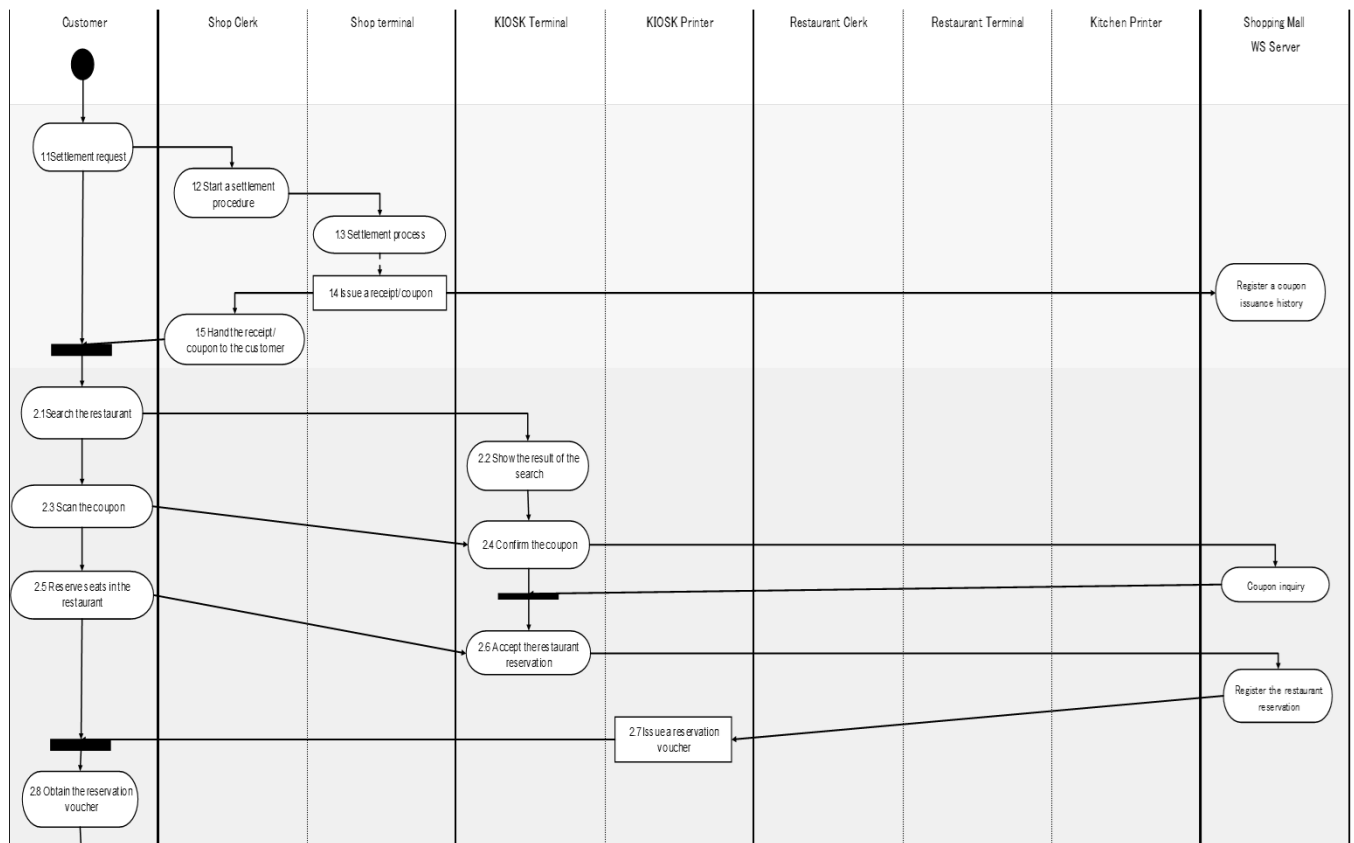 Customer
Shop Clerk
Shop terminal
KIOSK Terminal
KIOSK Printer
Restaurant Clerk
Restaurant Terminal
Kitchen Printer
Shopping Mall
WS Server
1.1Settlement request
1.2 Start a settlement
procedure
1.3 Settlement process
1.4 Issue a receipt/coupon
Register a coupon
issuance history
1.5 Hand the receipt/
coupon to the customer
2.1Search the restaurant
2.2 Show the result of the
search
2.3 Scan the coupon
2.4 Confirm the coupon
2.5 Reserve seats in the
restaurant
Coupon inquiry
2.6 Accept the restaurant
reservation
Register the restaurant
reservation
2.7 Issue a reservation
voucher
2.8 Obtain the reservation
voucher